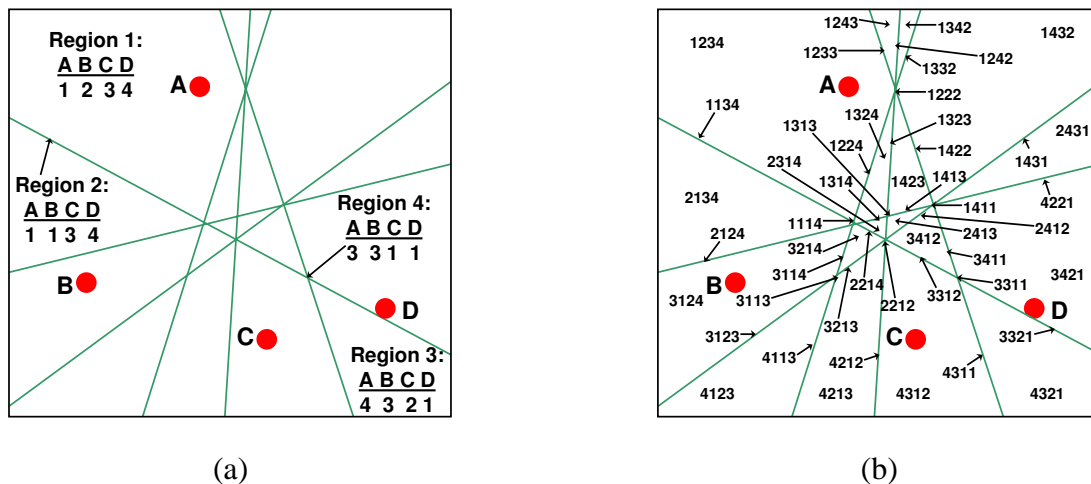 Region 1:
A B C D
1 2 3 4
A
Region 2:
A B C D
1 1 3 4
Region 4:
A B C D
3 3 1 1
B
C
D
Region 3:
A B C D
4 3 2 1
(a)
1243
1342
1432
1234
1233
1242
1332
A
1222
1134
1324
1323
1313
2431
1224
1422
1431
2314
1413
1314
1423
4221
2134
1411
1114
2412
2413
3214
3412
2124
3411
3114
3421
B
2214
3311
3124
3113
2212
3312
D
3213
3123
C
3321
4113
4212
4311
4123
4213
4312
4321
(b)